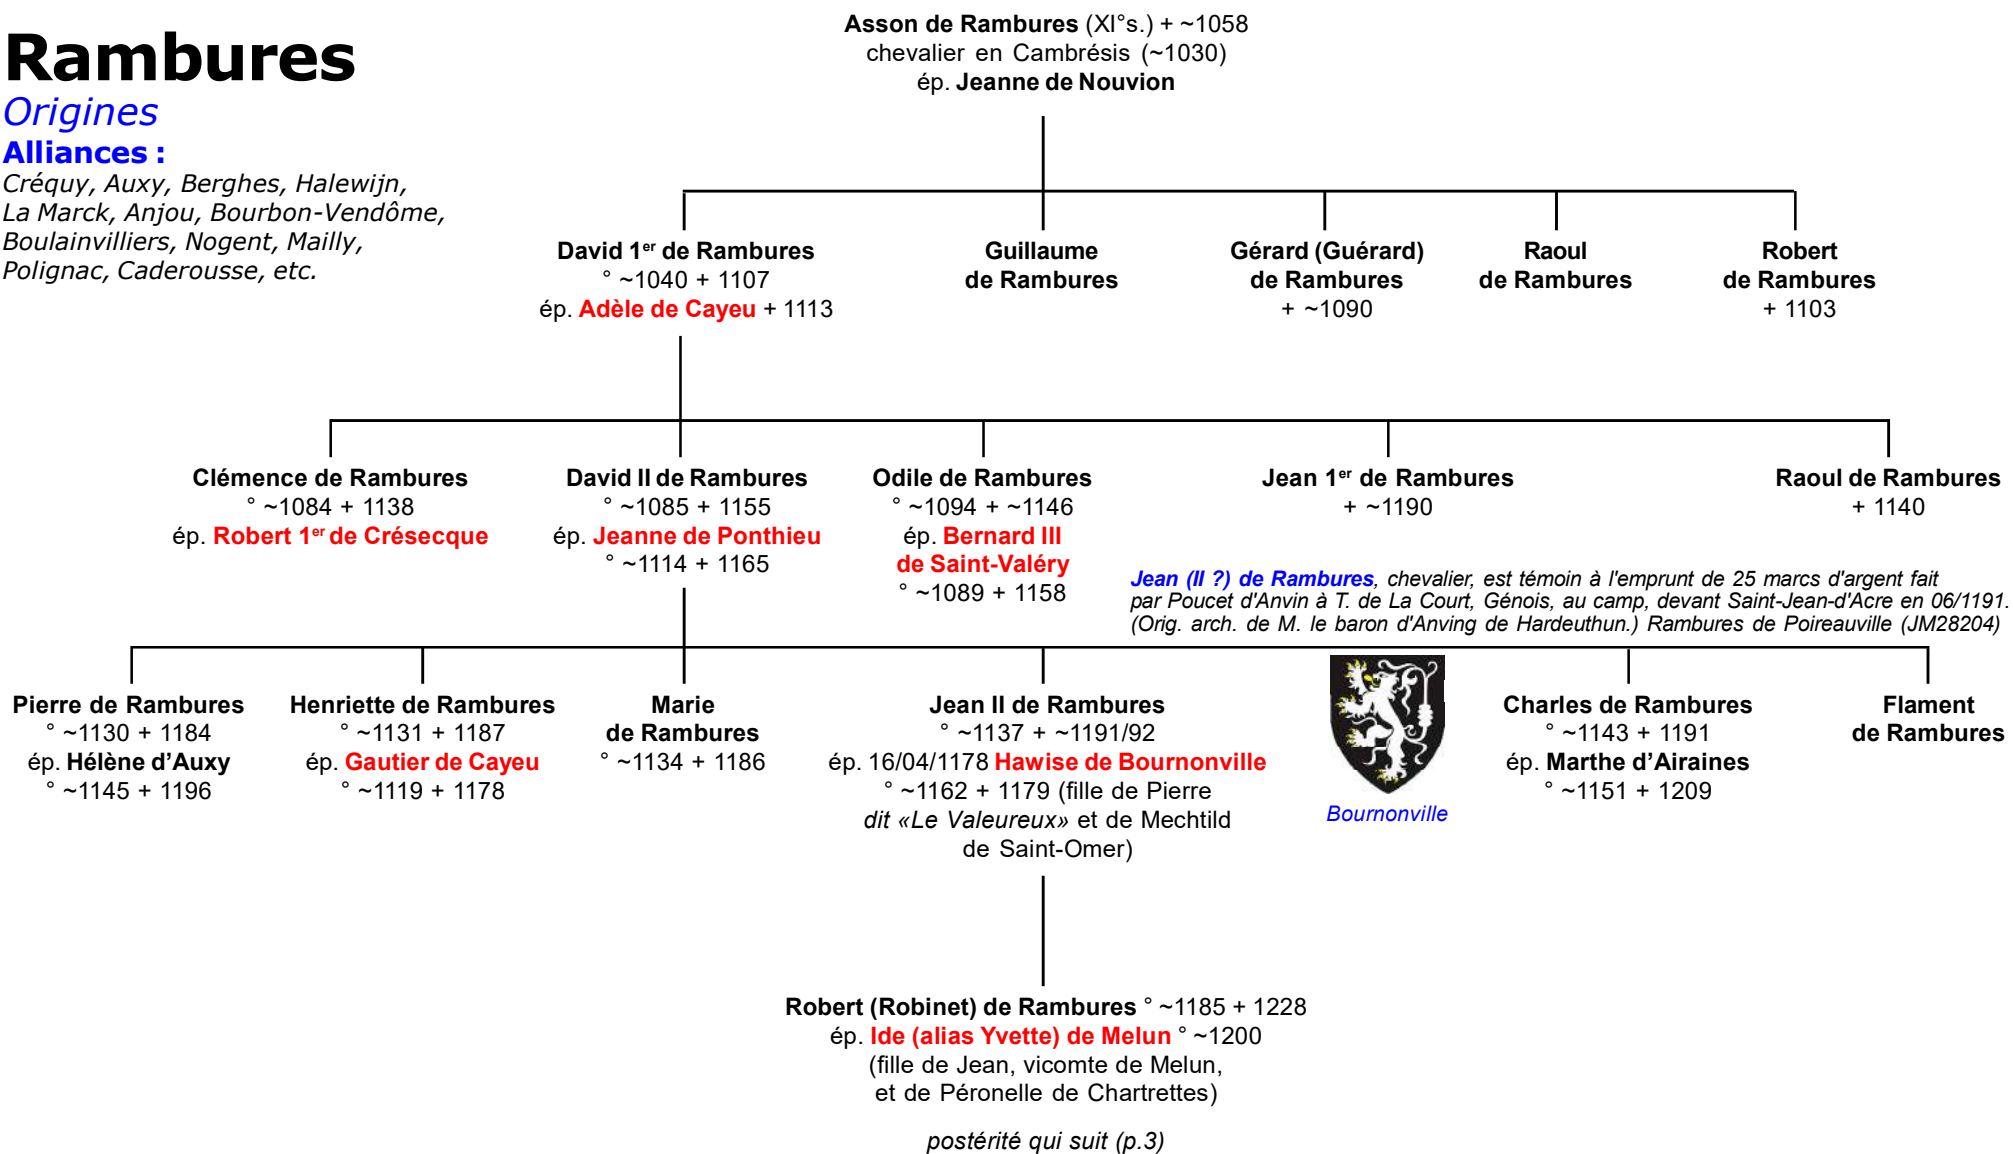 Rambures
Origines
Alliances :
Créquy, Auxy, Berghes, Halewijn,
La Marck, Anjou, Bourbon-Vendôme,
Boulainvilliers, Nogent, Mailly,
Polignac, Caderousse, etc.
Asson de Rambures (XI°s.) + ~1058
chevalier en Cambrésis (~1030)
ép. Jeanne de Nouvion
David 1er de Rambures
° ~1040 + 1107
ép. Adèle de Cayeu + 1113
Guillaume
de Rambures
Gérard (Guérard)
de Rambures
+ ~1090
Raoul
de Rambures
Robert
de Rambures
+ 1103
Clémence de Rambures
° ~1084 + 1138
ép. Robert 1er de Crésecque
David II de Rambures
° ~1085 + 1155
ép. Jeanne de Ponthieu
° ~1114 + 1165
Odile de Rambures
° ~1094 + ~1146
ép. Bernard III
de Saint-Valéry
° ~1089 + 1158
Jean 1er de Rambures
+ ~1190
Raoul de Rambures
+ 1140
Jean (II ?) de Rambures, chevalier, est témoin à l'emprunt de 25 marcs d'argent fait
par Poucet d'Anvin à T. de La Court, Génois, au camp, devant Saint-Jean-d'Acre en 06/1191.
(Orig. arch. de M. le baron d'Anving de Hardeuthun.) Rambures de Poireauville (JM28204)
Pierre de Rambures
° ~1130 + 1184
ép. Hélène d'Auxy
° ~1145 + 1196
Henriette de Rambures
° ~1131 + 1187
ép. Gautier de Cayeu
° ~1119 + 1178
Marie
de Rambures
° ~1134 + 1186
Jean II de Rambures
° ~1137 + ~1191/92
ép. 16/04/1178 Hawise de Bournonville
° ~1162 + 1179 (fille de Pierre
dit «Le Valeureux» et de Mechtild
de Saint-Omer)
Bournonville
Charles de Rambures
° ~1143 + 1191
ép. Marthe d'Airaines
° ~1151 + 1209
Flament
de Rambures
Robert (Robinet) de Rambures ° ~1185 + 1228
ép. Ide (alias Yvette) de Melun ° ~1200
(fille de Jean, vicomte de Melun,
et de Péronelle de Chartrettes)
postérité qui suit (p.3)